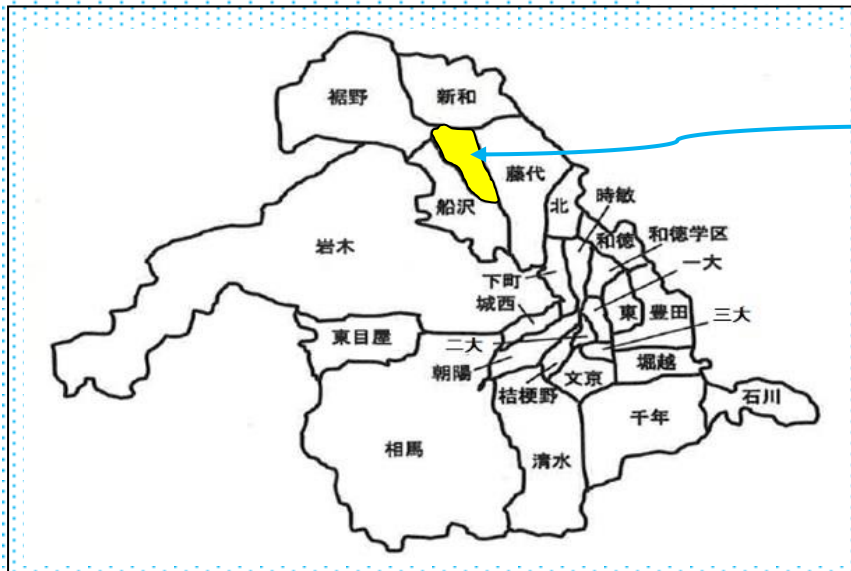 裾野
新和
藤代
船沢
北
時敏
岩木
和徳
和徳学区
下町
一大
城西
東
豊田
三大
東目屋
二大
朝陽
堀越
桔梗野
文京
石川
千年
相馬
清水